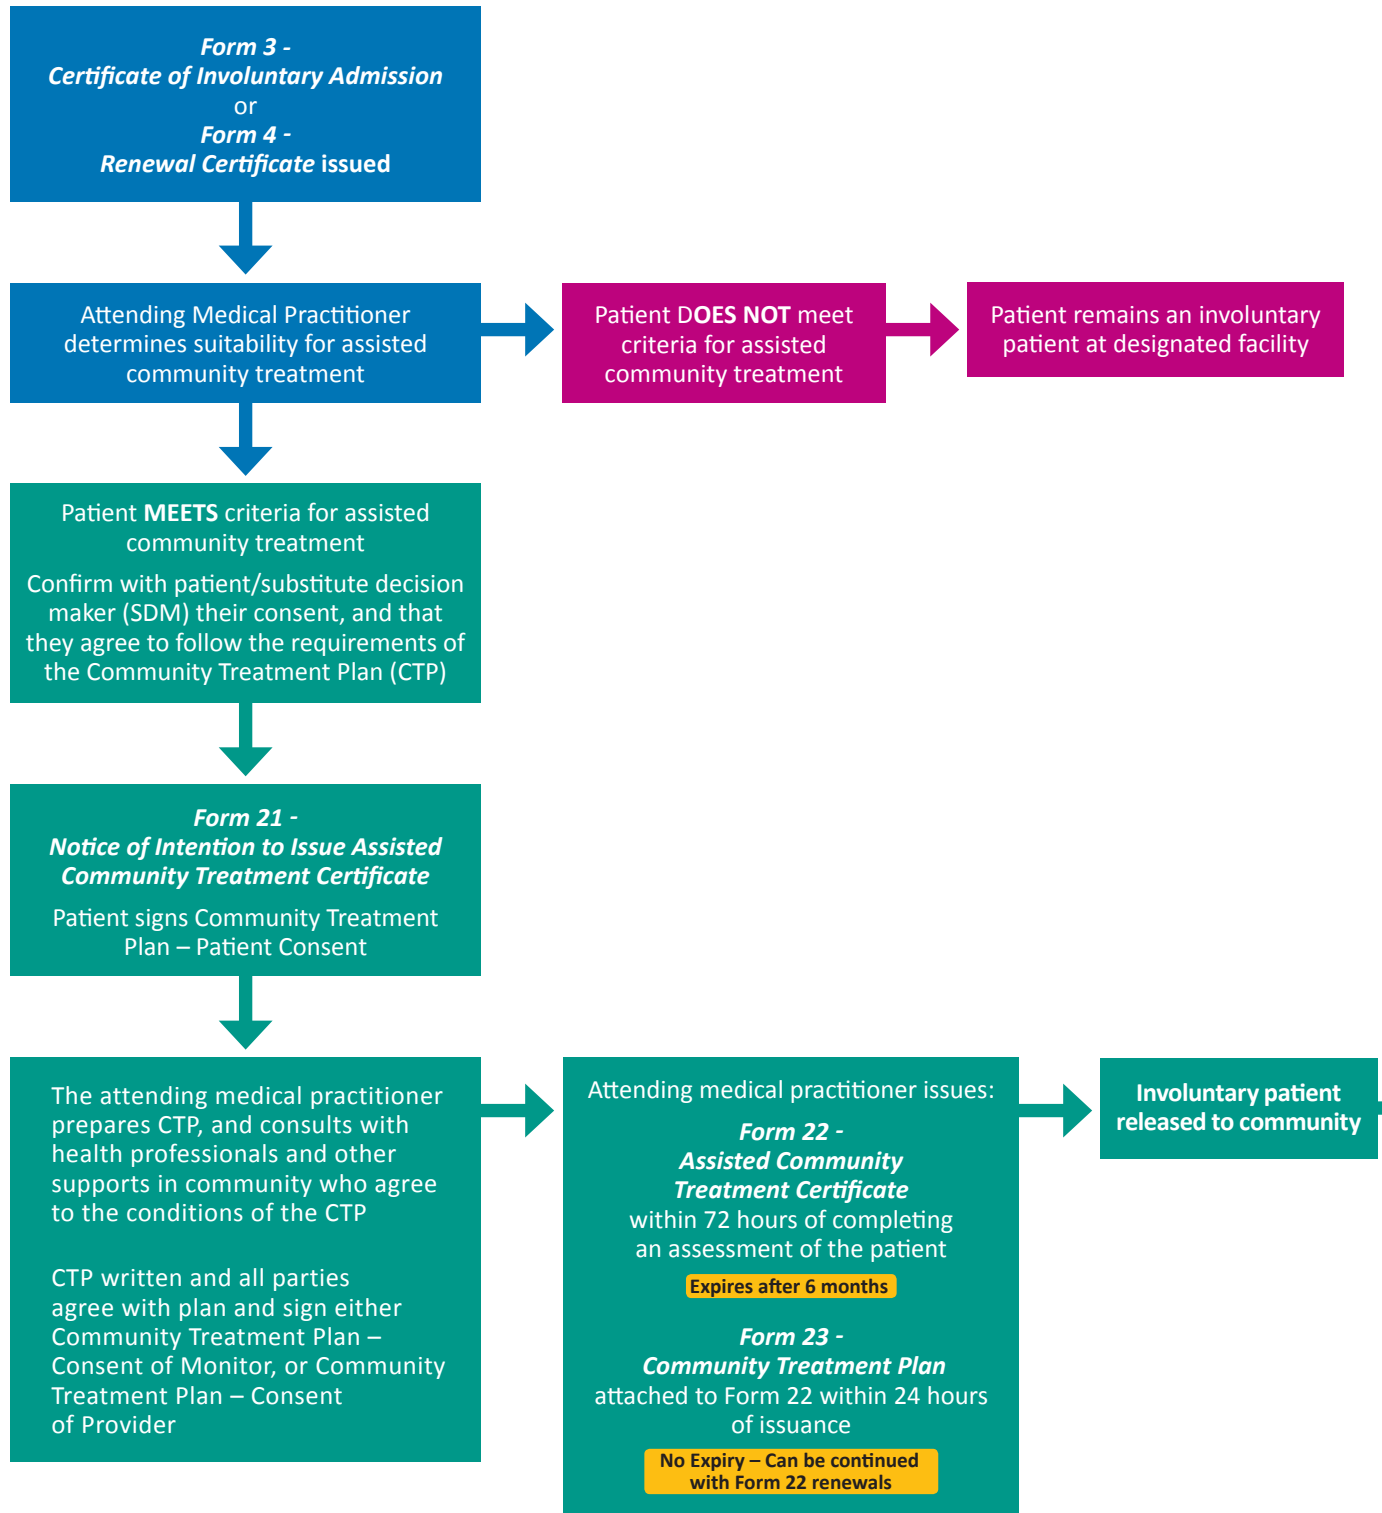 Form 3 -
Certificate of Involuntary Admission
or
Form 4 -
Renewal Certificate issued
Attending Medical Practitioner
determines suitability for assisted
community treatment
Patient DOES NOT meet
criteria for assisted
community treatment
Patient remains an involuntary
patient at designated facility
Patient MEETS criteria for assisted
community treatment
Confirm with patient/substitute decision
maker (SDM) their consent, and that
they agree to follow the requirements of
the Community Treatment Plan (CTP)
Form 21 -
Notice of Intention to Issue Assisted
Community Treatment Certificate
Patient signs Community Treatment
Plan – Patient Consent
The attending medical practitioner
prepares CTP, and consults with
health professionals and other
supports in community who agree
to the conditions of the CTP
CTP written and all parties
agree with plan and sign either
Community Treatment Plan –
Consent of Monitor, or Community
Treatment Plan – Consent
of Provider
Attending medical practitioner issues:
Form 22 -
Assisted Community
Treatment Certificate
within 72 hours of completing
an assessment of the patient
Expires after 6 months
Form 23 -
Community Treatment Plan
attached to Form 22 within 24 hours
of issuance
No Expiry – Can be continued
with Form 22 renewals
Involuntary patient
released to community